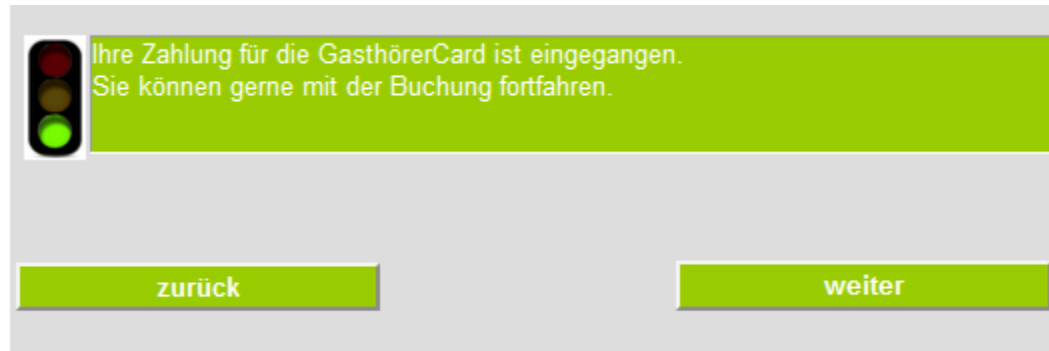 Ihre Zahlung für die GasthörerCard ist eingegangen.
Sie können gerne mit der Buchung fortfahren.
zurück
weiter